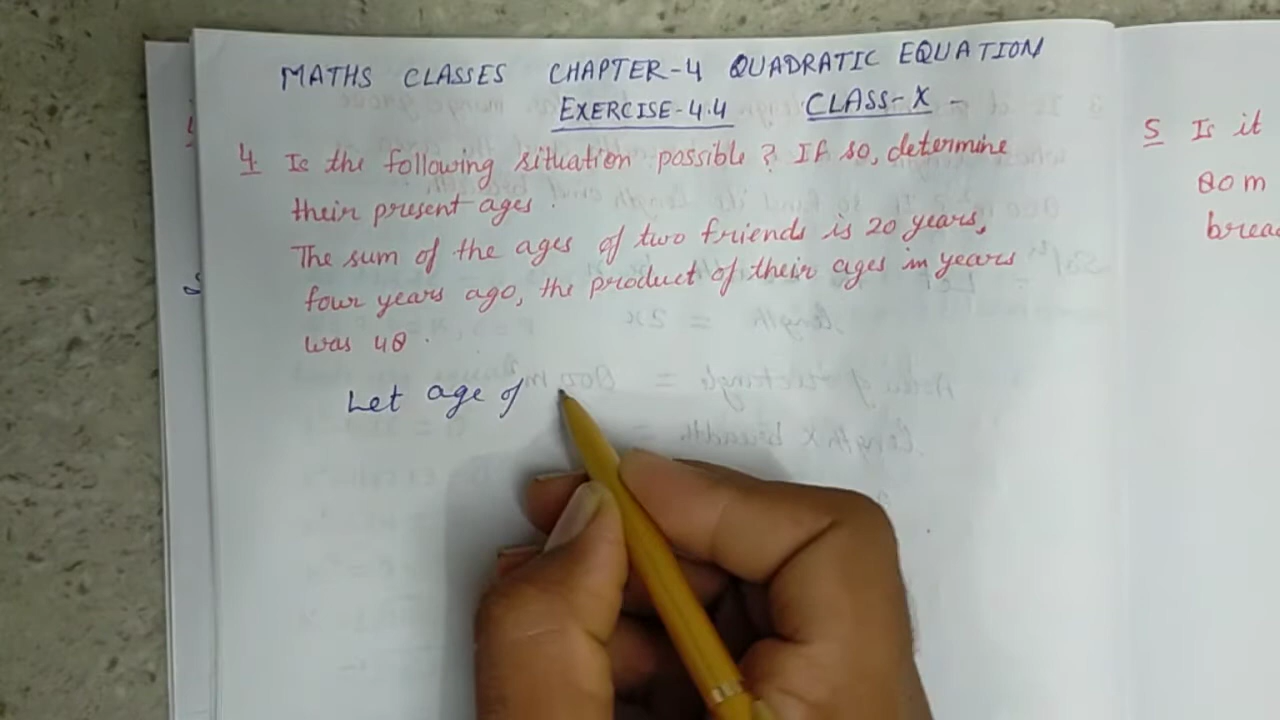 MATHS CLASSES CHAPTER-4 QUADRATIC EQUATION
EXERCISE-4.4 CLASS-X -
4 Is the following situation possible? If so, determine
their present ages.
The sum of the ages of two friends is 20 years,
four years ago, the product of their ages in years
was 48.
Let age of
5 Is it
80m
brea